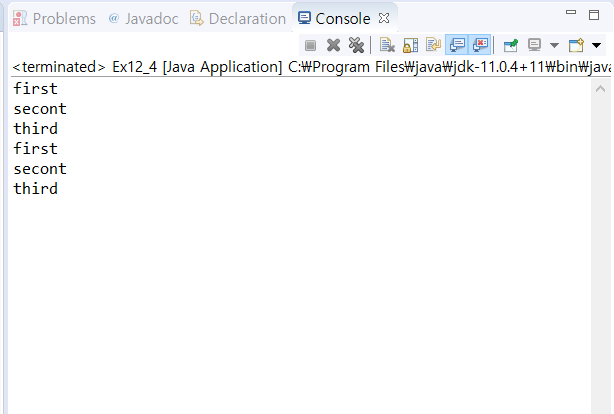 Problems @ Javadoc Declaration Console
<terminated> Ex12_4 [Java Application] C:₩Program Files₩java₩jdk-11.0.4+11₩bin₩java
first
secont
third
first
secont
third